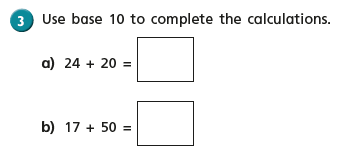 3 Use base 10 to complete the calculations.
a) 24 + 20 =
b) 17 + 50 =